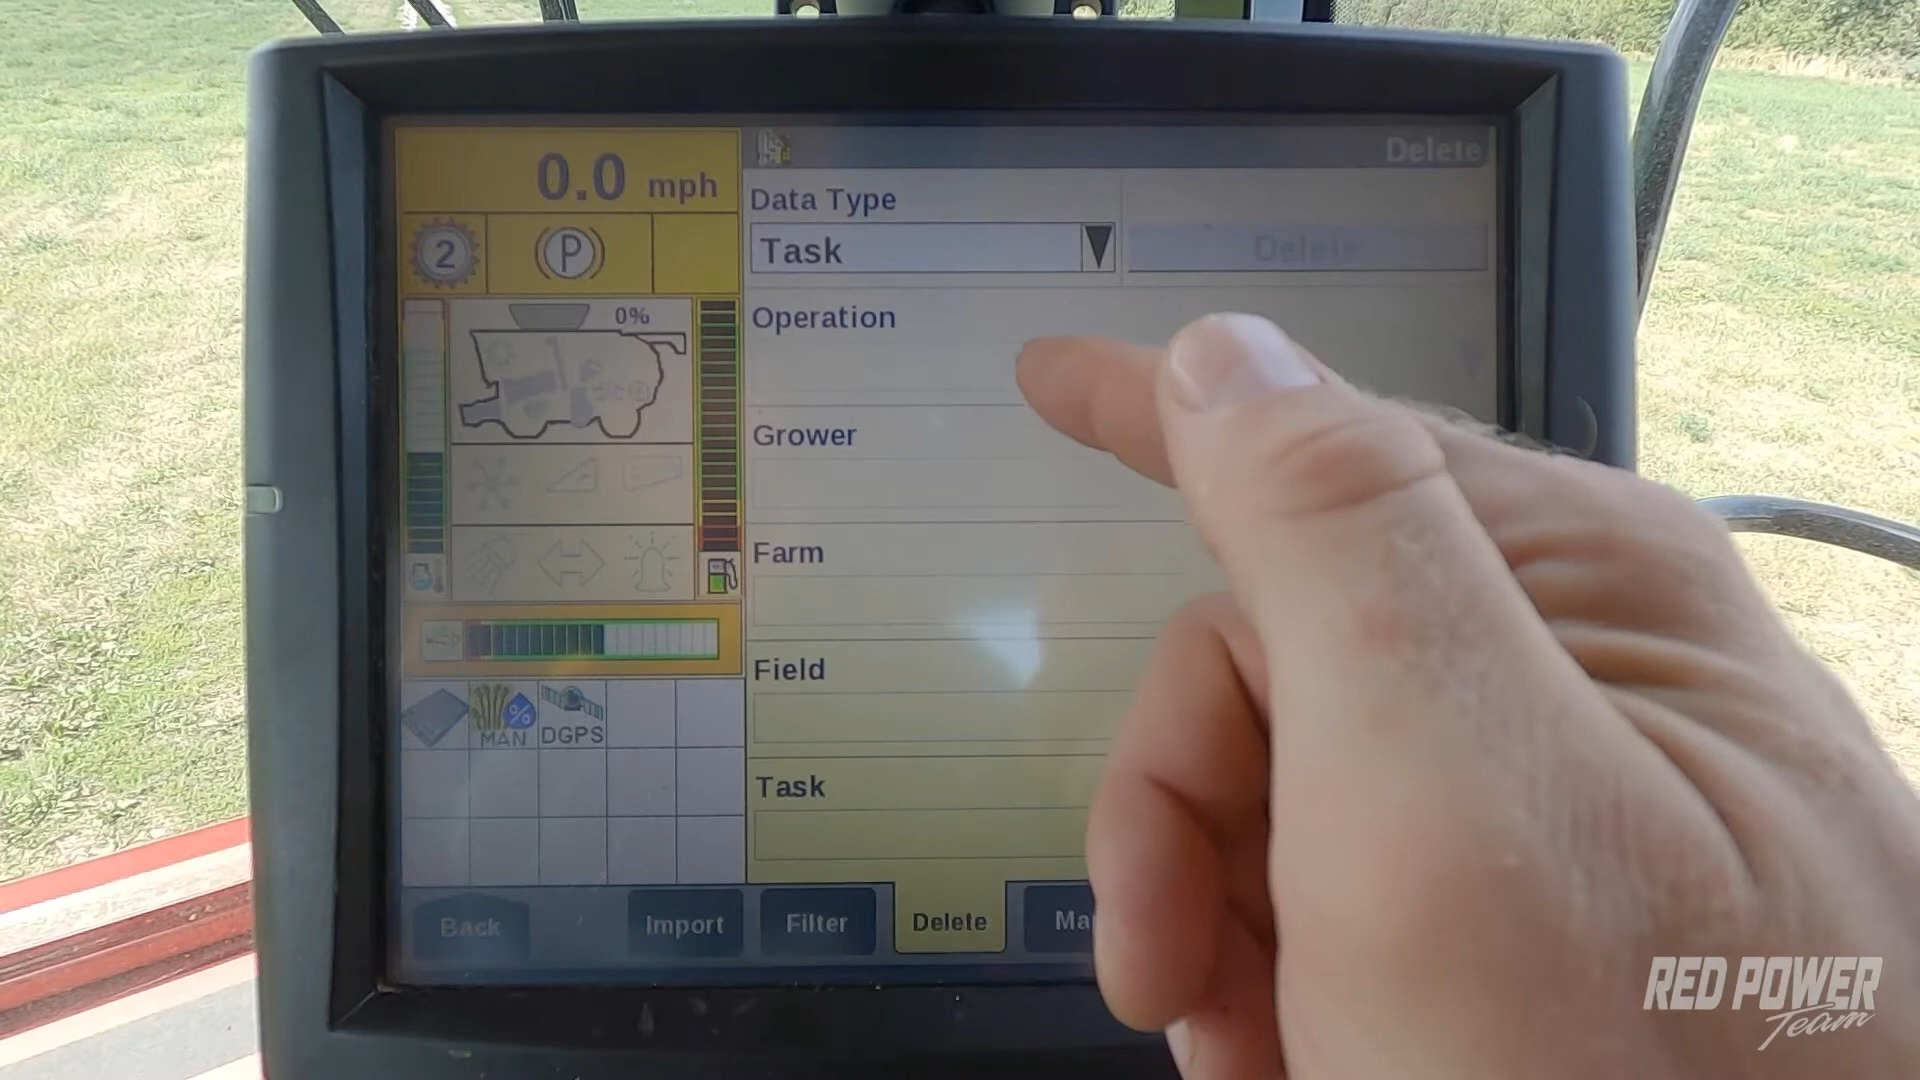 0.0 mph
2
P
0%
MAN
DGPS
Delete
Data Type
Task
Delete
Operation
Grower
Farm
Field
Task
Back
Import
Filter
Delete
Ma
RED POWER
Team